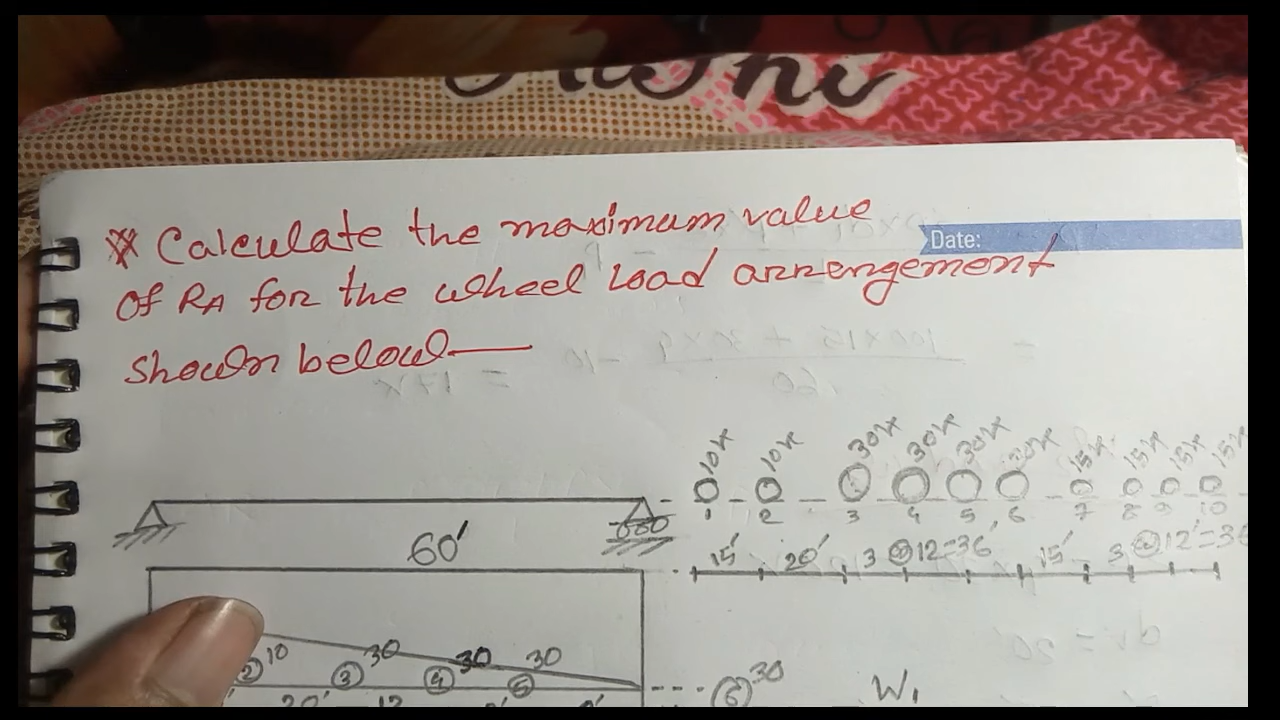 * Calculate the maximum value
Date:
Of RA for the wheel Load arrengement
shown below —
10k 10k 30k 30k 30k 30k 15k 15k 15k 15k
1 2 3 4 5 6 7 8 9 10
60'
15' 20' 3@12=36' 15' 3@12'=36
2 10 3 30 4 30 5 30 6 30
20' 12
W1